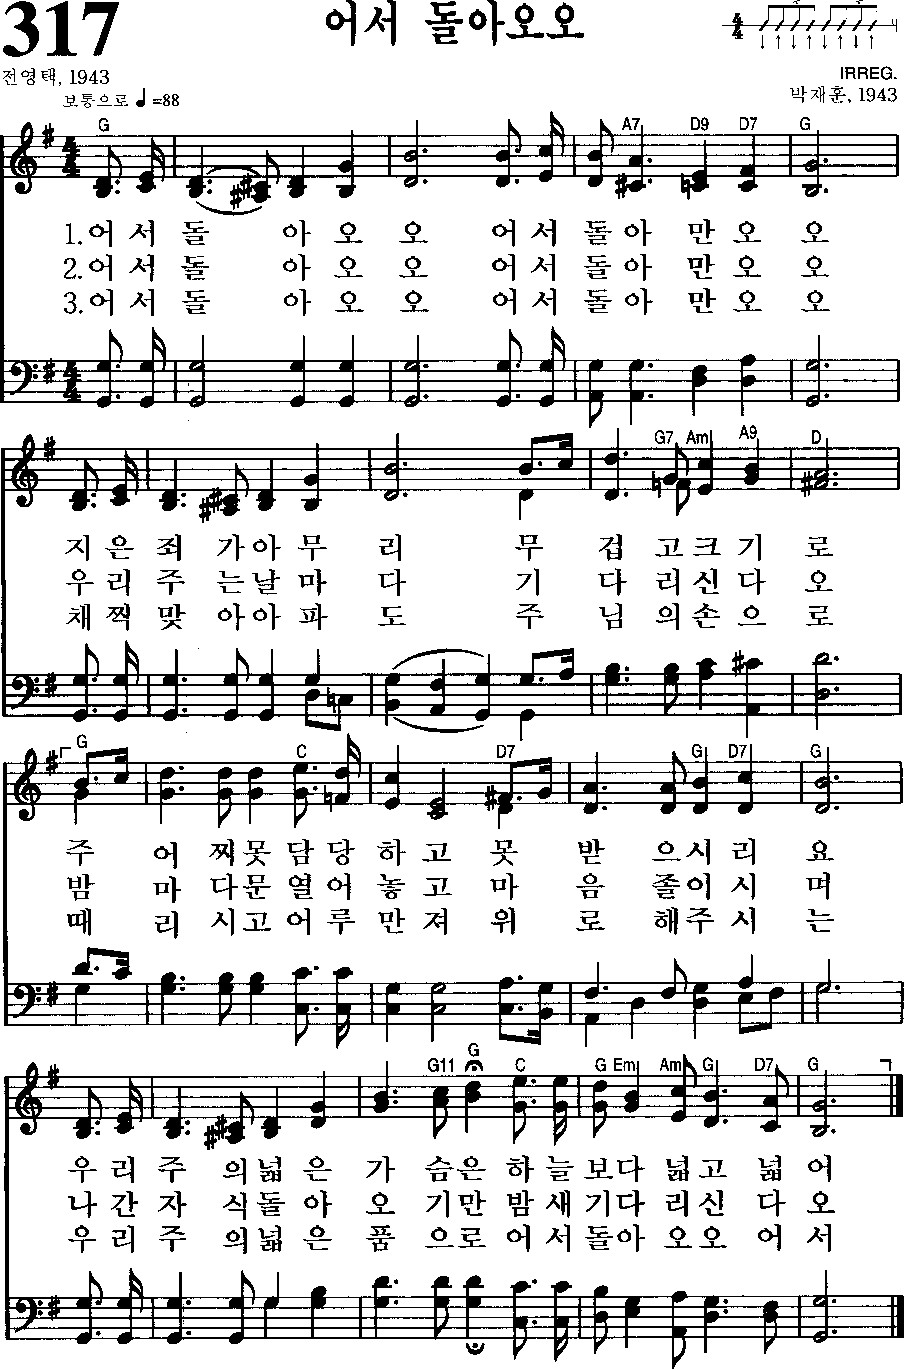 317
어서 돌아오오
4/4
전영택, 1943
IRREG.
보통으로 ♩=88
박재훈, 1943
G A7 D9 D7 G
1.어서돌 아오오 어서돌아 만오오
2.어서돌 아오오 어서돌아 만오오
3.어서돌 아오오 어서돌아 만오오
G7 Am A9 D
지은죄 가아무리 무 겁고크기로
우리주 는날마다 기 다리신다오
채찍맞 아아파도 주 님의손으로
G C D7 G D7 G
주 어찌못담당하고 못 받으시리요
밤 마다문열어놓고 마 음졸이시며
때 리시고어루만져 위 로해주시는
G11 G C G Em Am G D7 G
우리주 의넓은가 슴은하늘보다 넓고 넓어
나간자 식돌아오 기만밤새기다 리신 다오
우리주 의넓은품 으로어서돌아 오오 어서